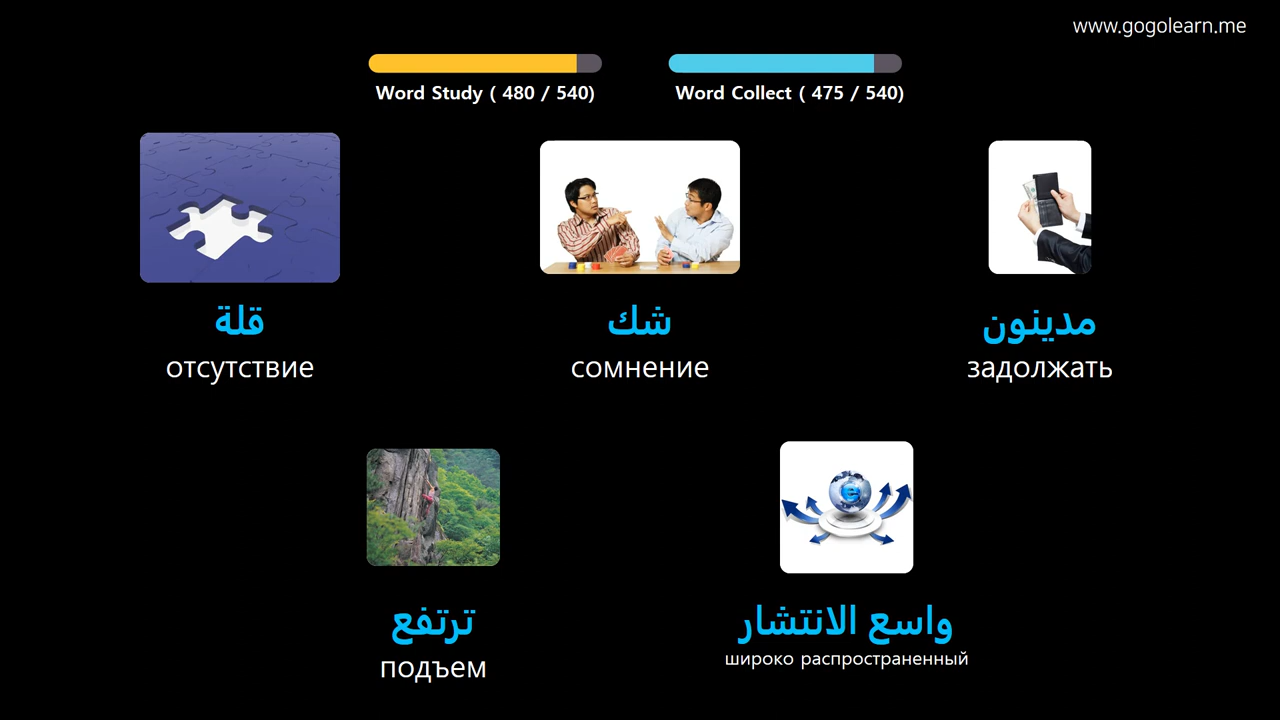 www.gogolearn.me
Word Study ( 480 / 540)
Word Collect ( 475 / 540)
قلة
отсутствие
شك
сомнение
مدينون
задолжать
ترتفع
подъем
واسع الانتشار
широко распространенный